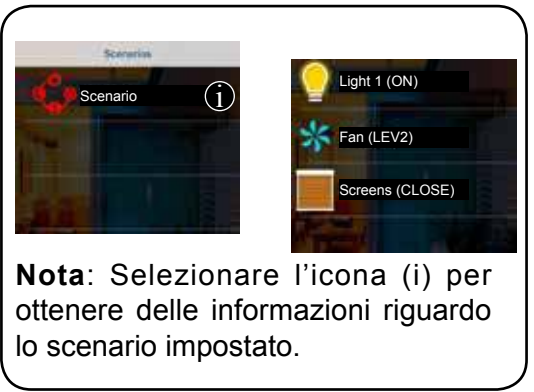 Scenarios
Scenario
i
Light 1 (ON)
Fan (LEV2)
Screens (CLOSE)
Nota: Selezionare l'icona (i) per
ottenere delle informazioni riguardo
lo scenario impostato.